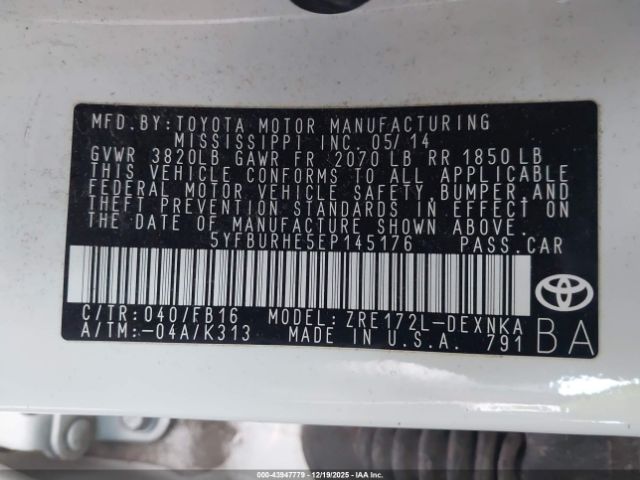 MFD. BY: TOYOTA MOTOR MANUFACTURING
MISSISSIPPI INC. 05/14
GVWR 3820LB GAWR FR 2070 LB RR 1850 LB
THIS VEHICLE CONFORMS TO ALL APPLICABLE
FEDERAL MOTOR VEHICLE SAFETY, BUMPER, AND
THEFT PREVENTION STANDARDS IN EFFECT ON
THE DATE OF MANUFACTURE SHOWN ABOVE.
5YFBURHE5EP145176 PASS. CAR
C/TR: 040/FB16 MODEL: ZRE172L-DEXNKA
A/TM: -04A/K313 MADE IN U.S.A. 791 BA
000-43947779 - 12/19/2025 - IAA, Inc.